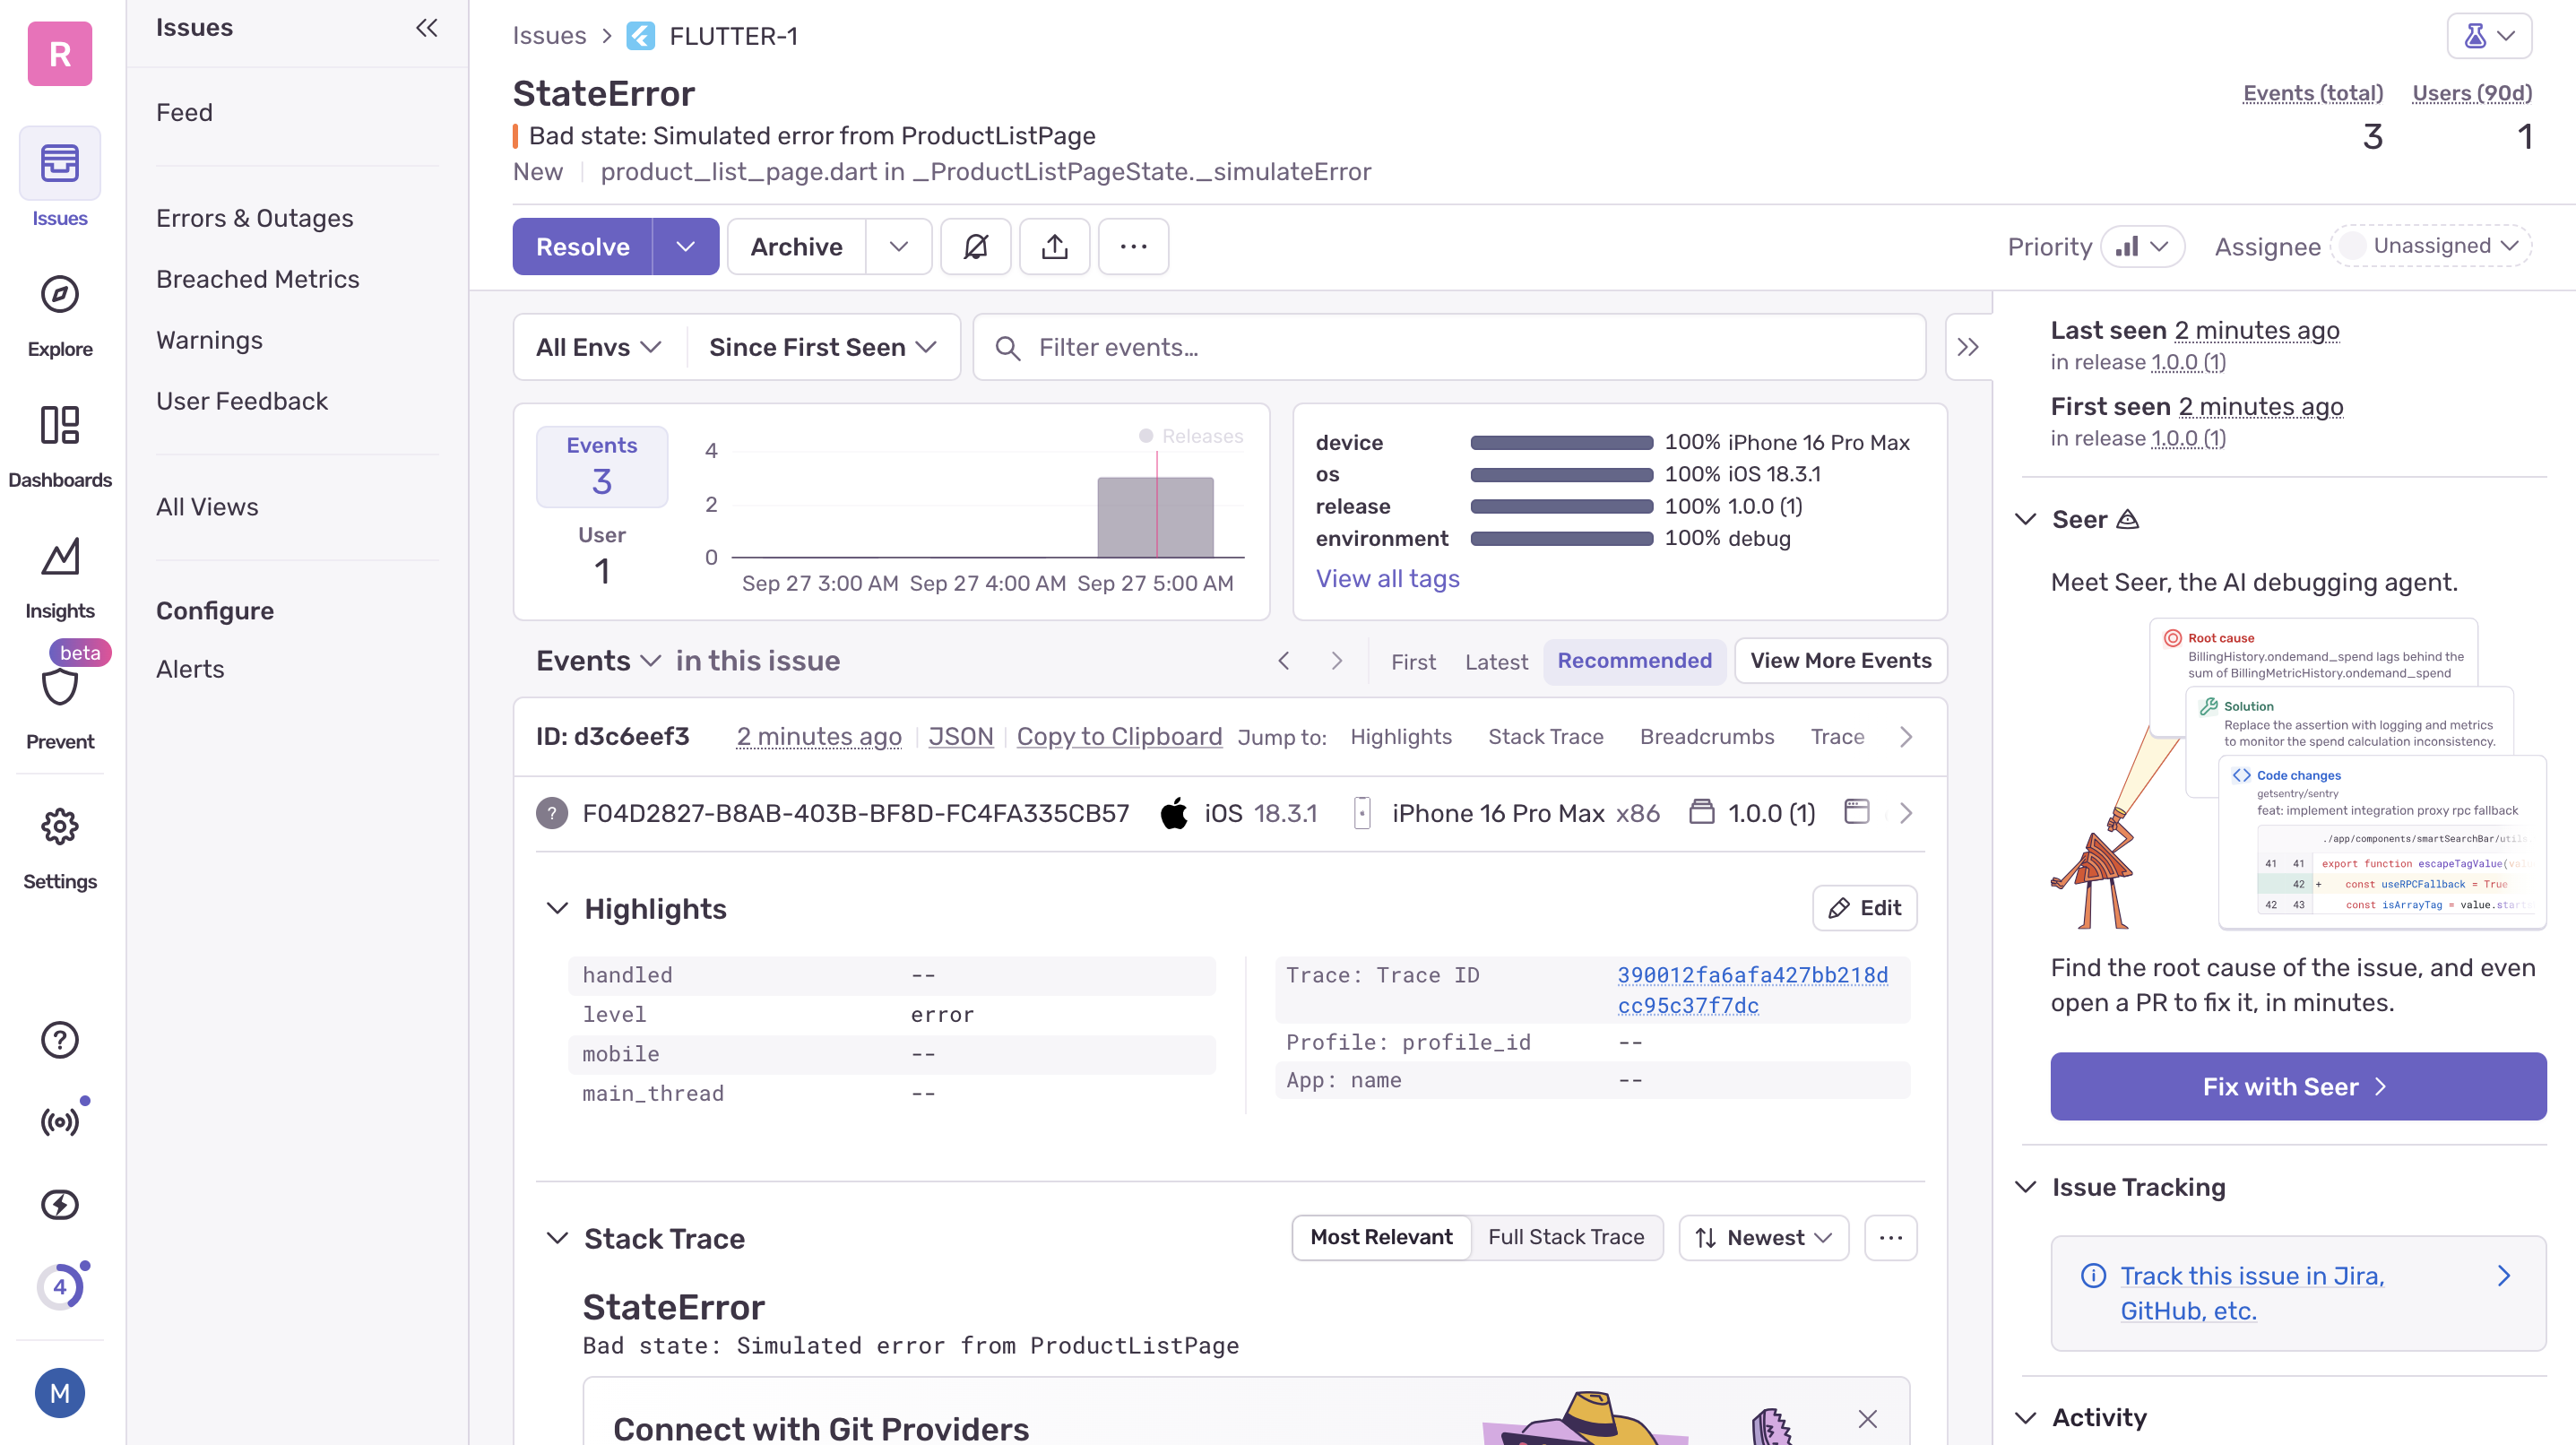 R
Issues
Explore
Dashboards
Insights
beta
Prevent
Settings
4
M
Issues
Feed
Errors & Outages
Breached Metrics
Warnings
User Feedback
All Views
Configure
Alerts
Issues
FLUTTER-1
StateError
Bad state: Simulated error from ProductListPage
New product_list_page.dart in _ProductListPageState._simulateError
Events (total) Users (90d)
3 1
Resolve Archive
Priority Assignee Unassigned
All Envs Since First Seen Filter events...
Events
3
User
1
Releases
4
2
0
Sep 27 3:00 AM Sep 27 4:00 AM Sep 27 5:00 AM
device 100% iPhone 16 Pro Max
os 100% iOS 18.3.1
release 100% 1.0.0 (1)
environment 100% debug
View all tags
Events in this issue
First Latest Recommended View More Events
ID: d3c6eef3 2 minutes ago JSON Copy to Clipboard Jump to: Highlights Stack Trace Breadcrumbs Trace
? F04D2827-B8AB-403B-BF8D-FC4FA335CB57 iOS 18.3.1 iPhone 16 Pro Max x86 1.0.0 (1)
Highlights
Edit
handled --
level error
mobile --
main_thread --
Trace: Trace ID 390012fa6afa427bb218d
cc95c37f7dc
Profile: profile_id --
App: name --
Stack Trace
Most Relevant Full Stack Trace Newest
StateError
Bad state: Simulated error from ProductListPage
Connect with Git Providers
Last seen 2 minutes ago
in release 1.0.0 (1)
First seen 2 minutes ago
in release 1.0.0 (1)
Seer
Meet Seer, the AI debugging agent.
Root cause
BillingHistory.ondemand_spend lags behind the
sum of BillingMetricHistory.ondemand_spend
Solution
Replace the assertion with logging and metrics
to monitor the spend calculation inconsistency.
Code changes
getsentry/sentry
feat: implement integration proxy rpc fallback
./app/components/smartSearchBar/utile
41 41 export function escapeTagValue(val
42 + const useRPCFallback = True
42 43 const isArrayTag = value.start
Find the root cause of the issue, and even
open a PR to fix it, in minutes.
Fix with Seer
Issue Tracking
Track this issue in Jira,
GitHub, etc.
Activity